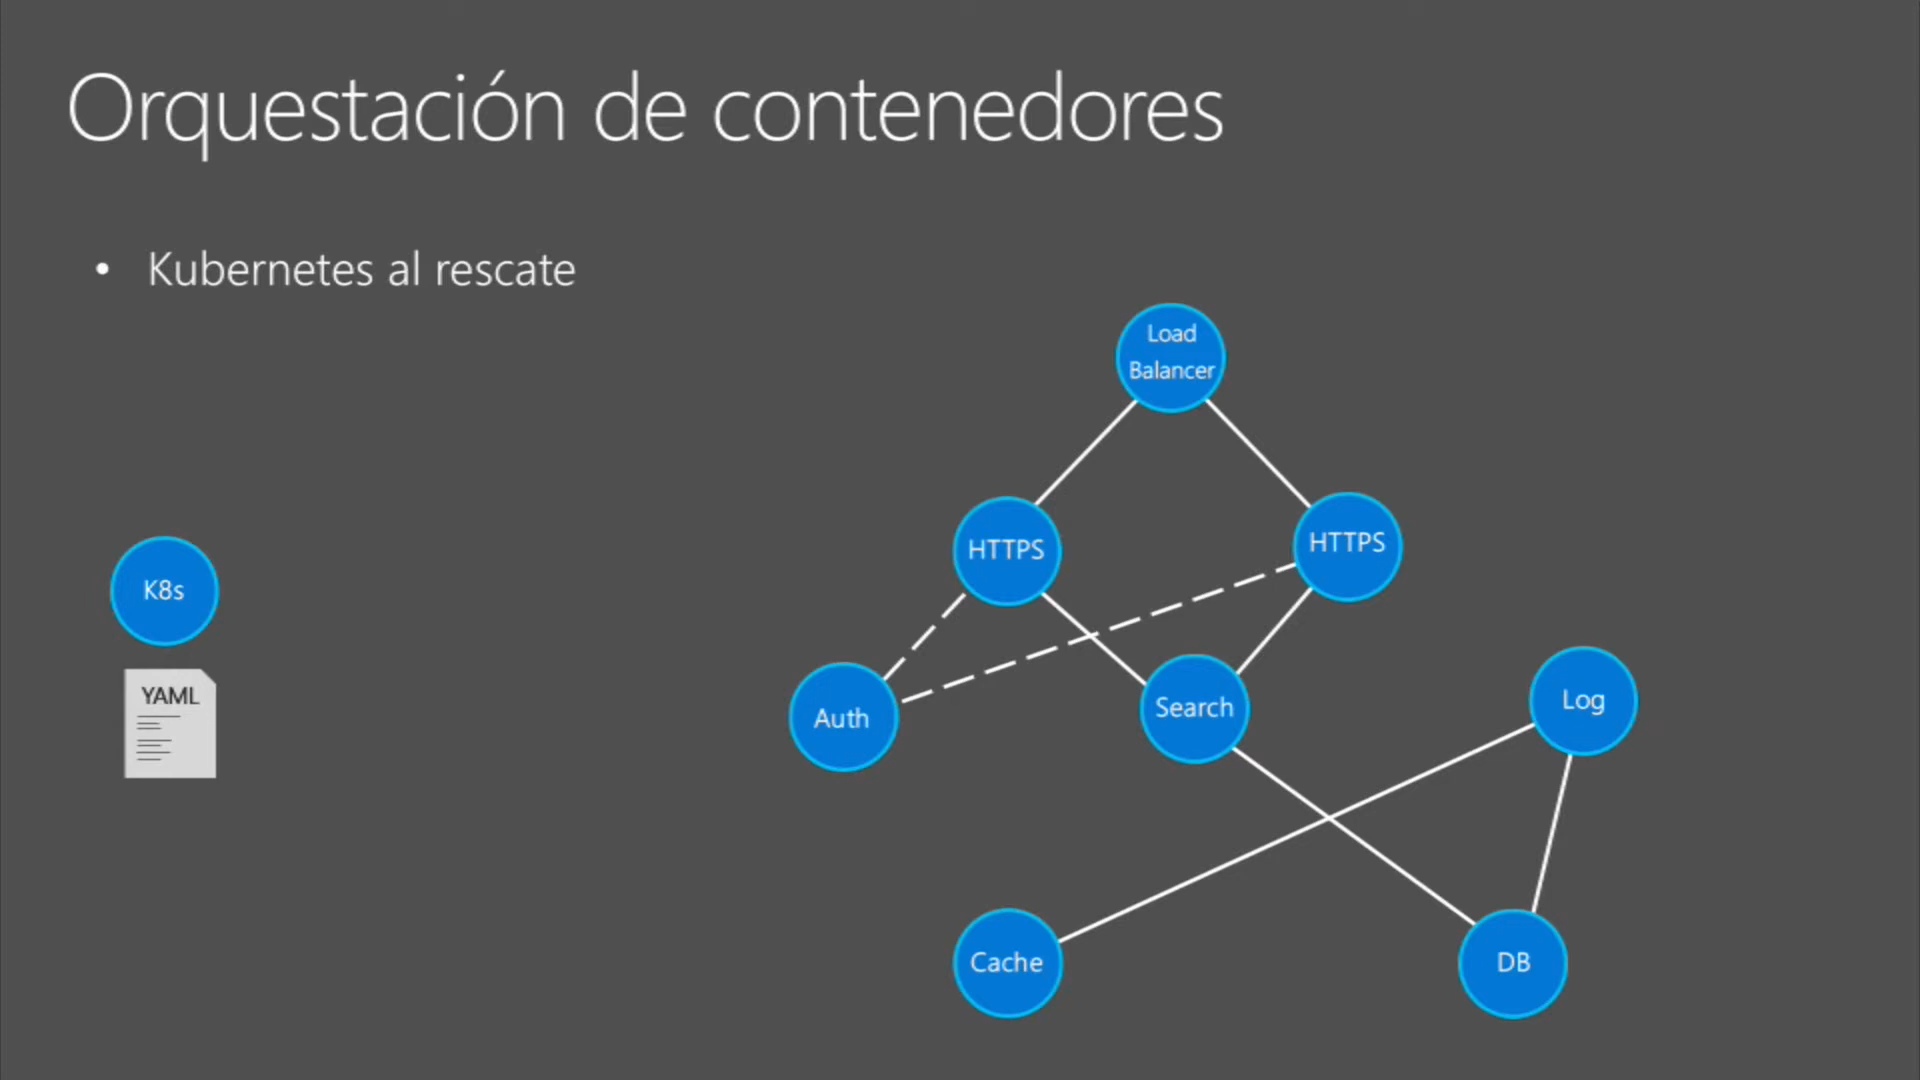 Orquestación de contenedores
• Kubernetes al rescate
Load
Balancer
HTTPS
HTTPS
K8s
YAML
Auth
Search
Log
Cache
DB